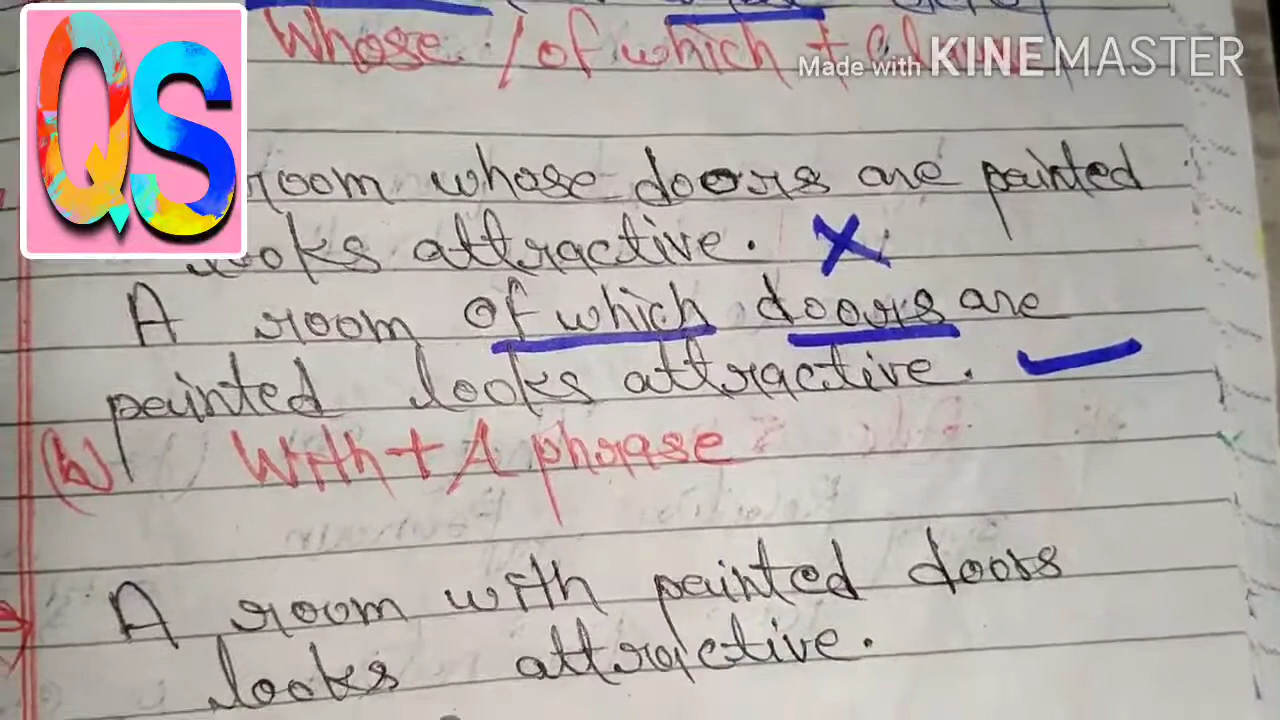 Whose / of which +
QS
Made with KINEMASTER
room whose doors are painted
looks attractive. X
A room of which doors are
painted looks attractive.
(b) With + A phrase
A room with painted doors
looks attractive.